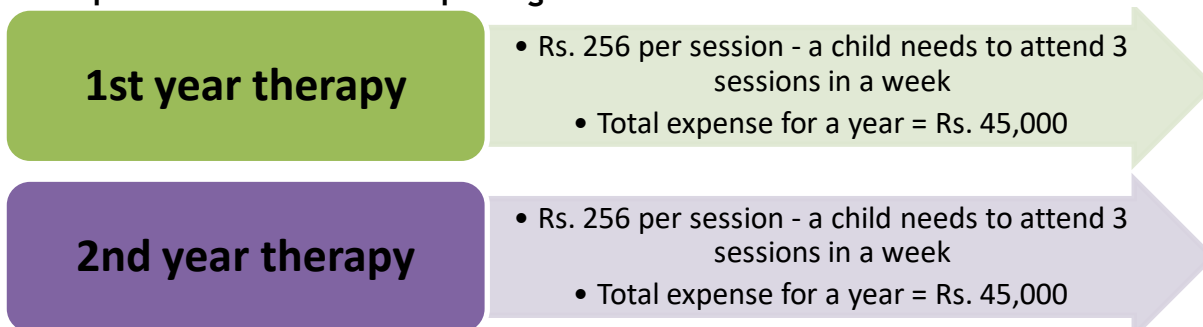 1st year therapy
• Rs. 256 per session - a child needs to attend 3
sessions in a week
• Total expense for a year = Rs. 45,000
2nd year therapy
• Rs. 256 per session - a child needs to attend 3
sessions in a week
• Total expense for a year = Rs. 45,000